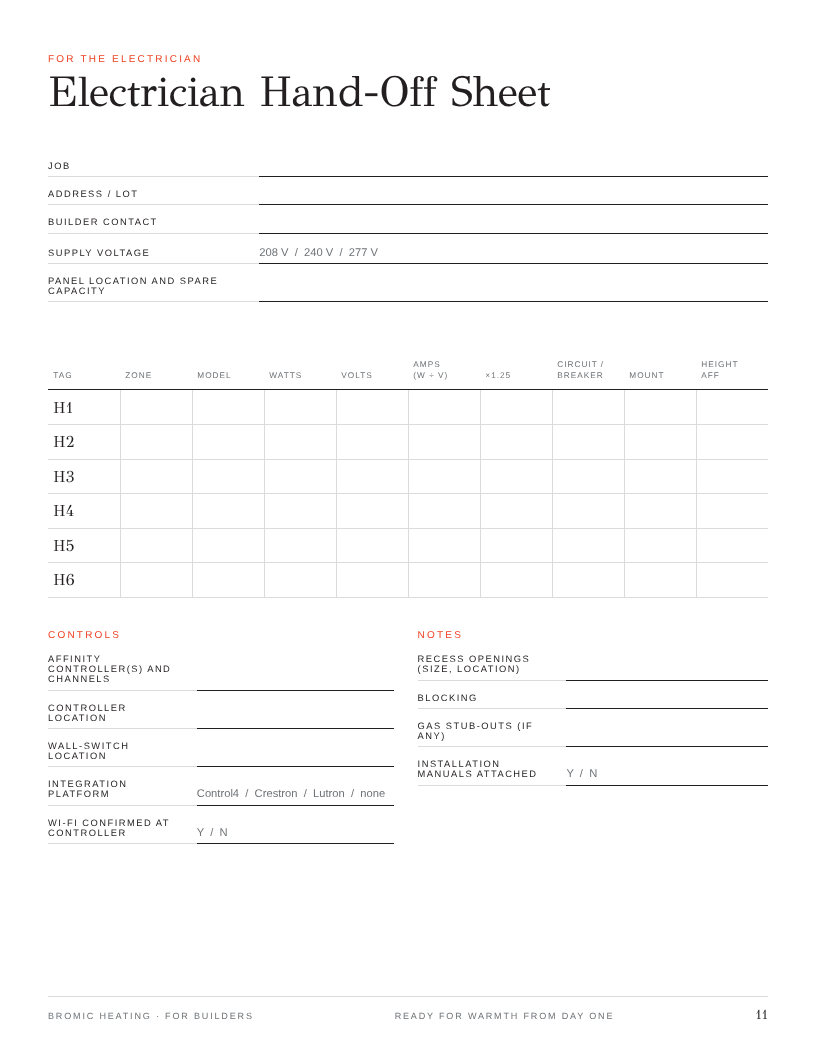 FOR THE ELECTRICIAN
Electrician Hand-Off Sheet
JOB
ADDRESS / LOT
BUILDER CONTACT
SUPPLY VOLTAGE 208 V / 240 V / 277 V
PANEL LOCATION AND SPARE
CAPACITY
TAG ZONE MODEL WATTS VOLTS AMPS (W ÷ V) ×1.25 CIRCUIT / BREAKER MOUNT HEIGHT AFF
H1
H2
H3
H4
H5
H6
CONTROLS
AFFINITY
CONTROLLER(S) AND
CHANNELS
CONTROLLER
LOCATION
WALL-SWITCH
LOCATION
INTEGRATION
PLATFORM Control4 / Crestron / Lutron / none
WI-FI CONFIRMED AT
CONTROLLER Y / N
NOTES
RECESS OPENINGS
(SIZE, LOCATION)
BLOCKING
GAS STUB-OUTS (IF
ANY)
INSTALLATION
MANUALS ATTACHED Y / N
BROMIC HEATING · FOR BUILDERS READY FOR WARMTH FROM DAY ONE 11